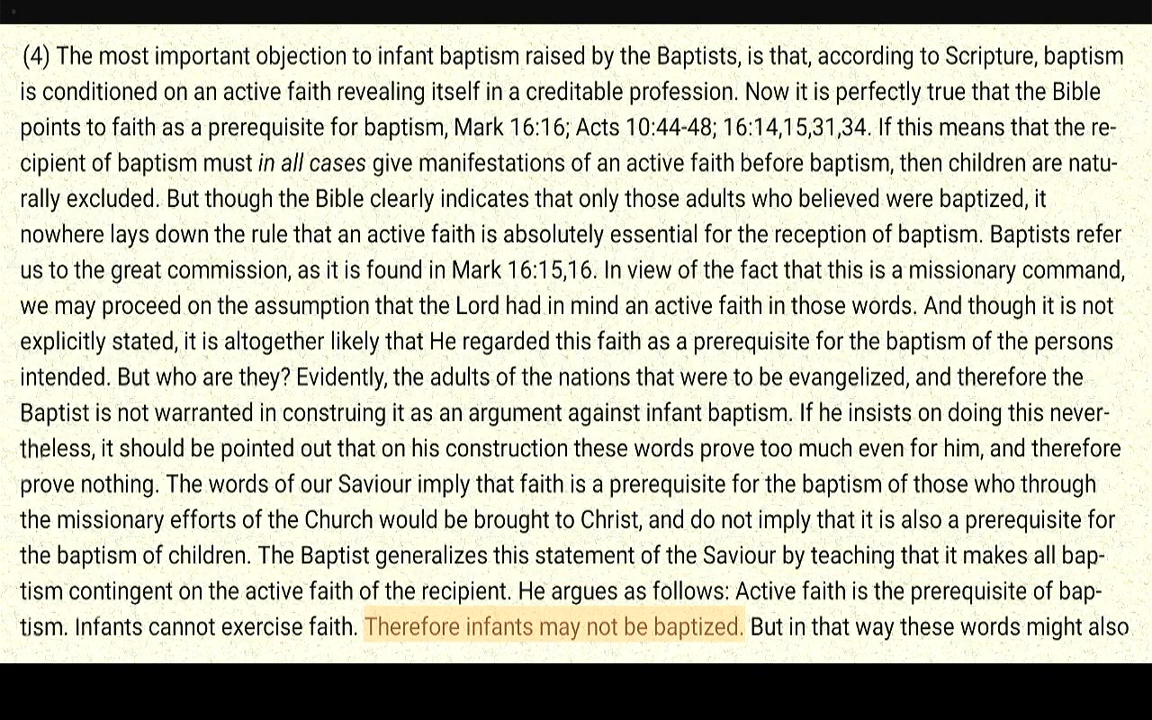 (4) The most important objection to infant baptism raised by the Baptists, is that, according to Scripture, baptism
is conditioned on an active faith revealing itself in a creditable profession. Now it is perfectly true that the Bible
points to faith as a prerequisite for baptism, Mark 16:16; Acts 10:44-48; 16:14,15,31,34. If this means that the re-
cipient of baptism must in all cases give manifestations of an active faith before baptism, then children are natu-
rally excluded. But though the Bible clearly indicates that only those adults who believed were baptized, it
nowhere lays down the rule that an active faith is absolutely essential for the reception of baptism. Baptists refer
us to the great commission, as it is found in Mark 16:15,16. In view of the fact that this is a missionary command,
we may proceed on the assumption that the Lord had in mind an active faith in those words. And though it is not
explicitly stated, it is altogether likely that He regarded this faith as a prerequisite for the baptism of the persons
intended. But who are they? Evidently, the adults of the nations that were to be evangelized, and therefore the
Baptist is not warranted in construing it as an argument against infant baptism. If he insists on doing this never-
theless, it should be pointed out that on his construction these words prove too much even for him, and therefore
prove nothing. The words of our Saviour imply that faith is a prerequisite for the baptism of those who through
the missionary efforts of the Church would be brought to Christ, and do not imply that it is also a prerequisite for
the baptism of children. The Baptist generalizes this statement of the Saviour by teaching that it makes all bap-
tism contingent on the active faith of the recipient. He argues as follows: Active faith is the prerequisite of bap-
tism. Infants cannot exercise faith. Therefore infants may not be baptized. But in that way these words might also